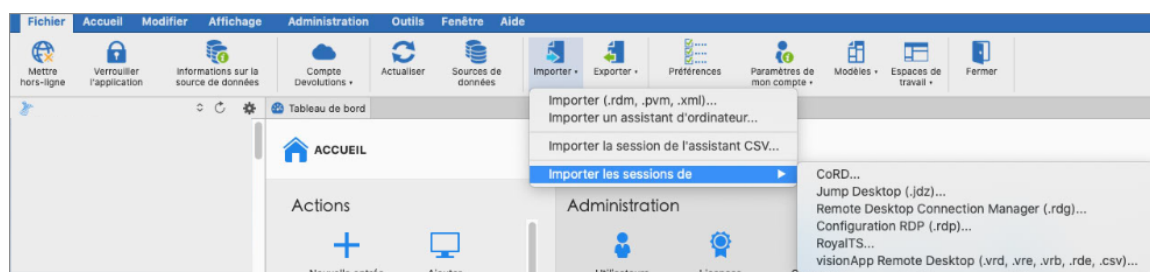 Fichier Accueil Modifier Affichage Administration Outils Fenêtre Aide
Mettre hors-ligne
Verrouiller l'application
Informations sur la source de données
Compte Devolutions
Actualiser
Sources de données
Importer
Exporter
Préférences
Paramètres de mon compte
Modèles
Espaces de travail
Fermer
Tableau de bord
ACCUEIL
Importer (.rdm, .pvm, .xml)...
Importer un assistant d'ordinateur...
Importer la session de l'assistant CSV...
Importer les sessions de
CoRD...
Jump Desktop (.jdz)...
Remote Desktop Connection Manager (.rdg)...
Configuration RDP (.rdp)...
RoyalTS...
visionApp Remote Desktop (.vrd, .vre, .vrb, .rde, .csv)...
Actions
Administration